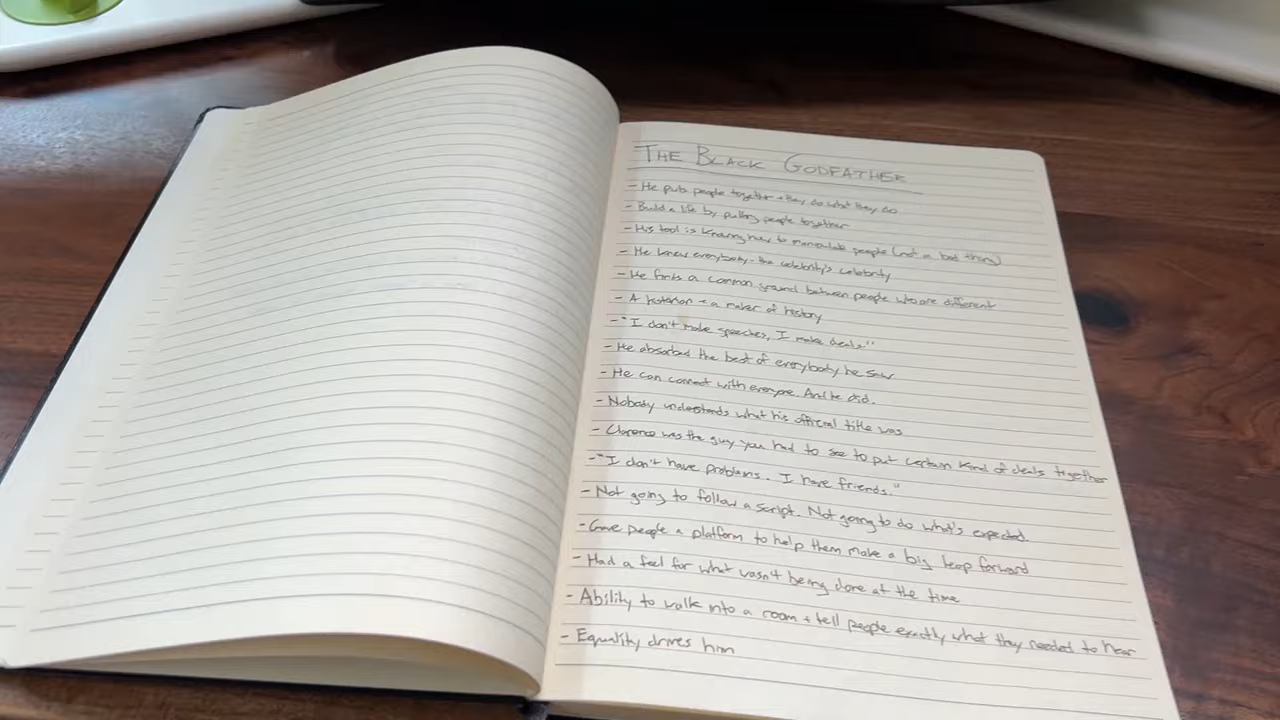 THE BLACK GODFATHER
- He puts people together + they do what they do
- Build a life by pulling people together
- His tool is knowing how to manipulate people (not a bad thing)
- He knew everybody - the celebrity's celebrity
- He finds a common ground between people who are different
- A historian + a maker of history
- "I don't make speeches, I make deals"
- He absorbed the best of everybody he saw
- He can connect with everyone. And he did.
- Nobody understands what his official title was
- Clarence was the guy you had to see to put certain kind of deals together
- "I don't have problems. I have friends."
- Not going to follow a script. Not going to do what's expected.
- Gave people a platform to help them make a big leap forward
- Had a feel for what wasn't being done at the time
- Ability to walk into a room + tell people exactly what they needed to hear
- Equality drives him